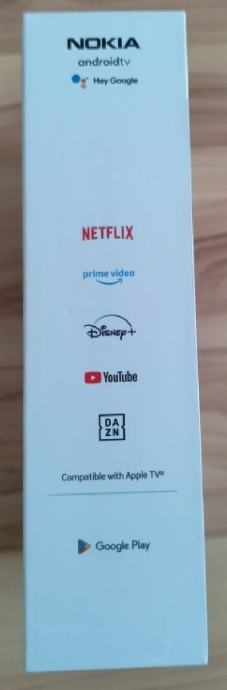 NOKIA
androidtv
Hey Google
NETFLIX
prime video
Disney+
YouTube
DA
ZN
Compatible with Apple TV®
Google Play